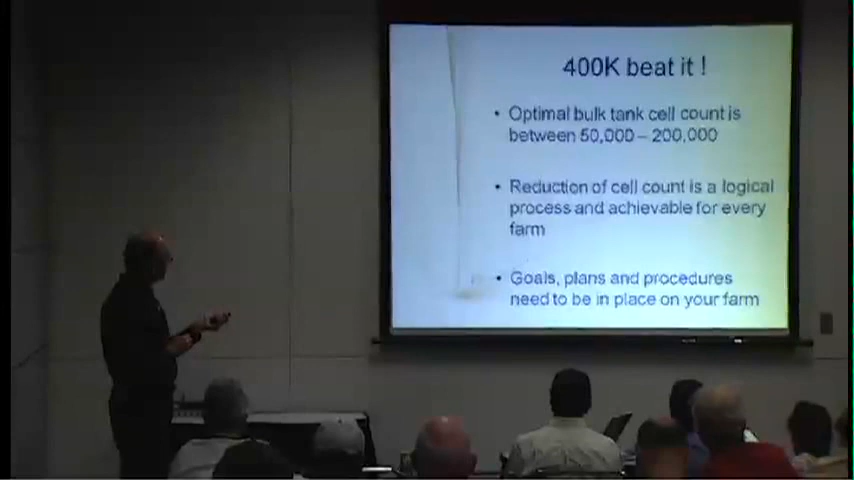 400K beat it !
• Optimal bulk tank cell count is
between 50,000 – 200,000
• Reduction of cell count is a logical
process and achievable for every
farm
• Goals, plans and procedures
need to be in place on your farm